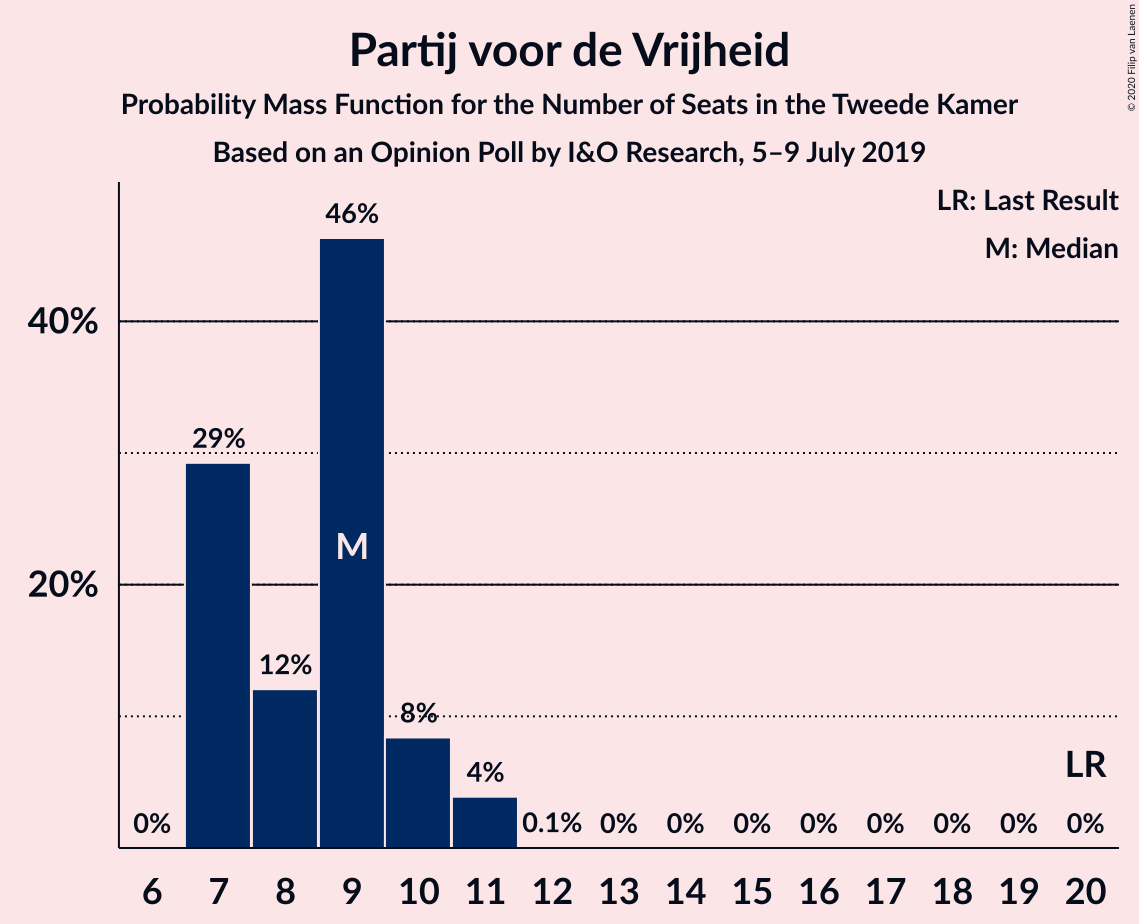 Partij voor de Vrijheid
Probability Mass Function for the Number of Seats in the Tweede Kamer
Based on an Opinion Poll by I&O Research, 5–9 July 2019
© 2020 Filip van Laenen
LR: Last Result
M: Median
46%
40%
29%
M
20%
12%
8%
4%
LR
0%
0.1%
0%
0%
0%
0%
0%
0%
0%
0%
6 7 8 9 10 11 12 13 14 15 16 17 18 19 20